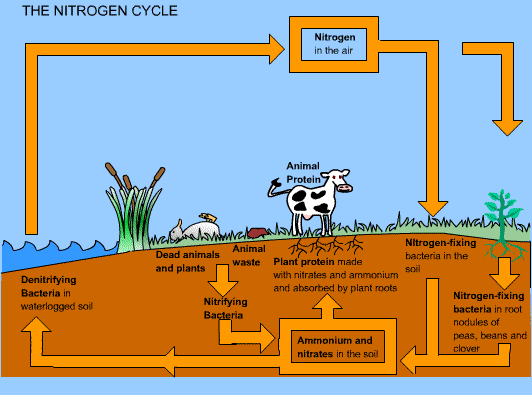 THE NITROGEN CYCLE
Nitrogen
in the air
Animal
Protein
Dead animals
and plants
Animal
waste
Plant protein made
with nitrates and ammonium
and absorbed by plant roots
NItrogen-fixing
bacteria in the
soil
Denitrifying
Bacteria in
waterlogged soil
Nitrifying
Bacteria
Nitrogen-fixing
bacteria in root
nodules of
peas, beans and
clover
Ammonium and
nitrates in the soil